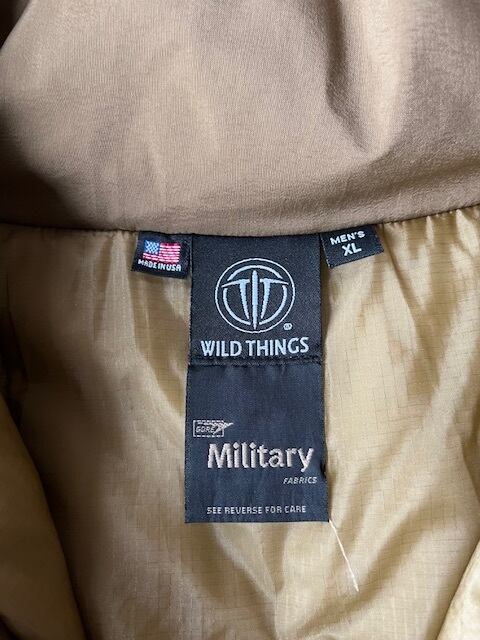 MADE IN USA
MEN'S
XL
®
WILD THINGS
GORE
Military
FABRICS
SEE REVERSE FOR CARE